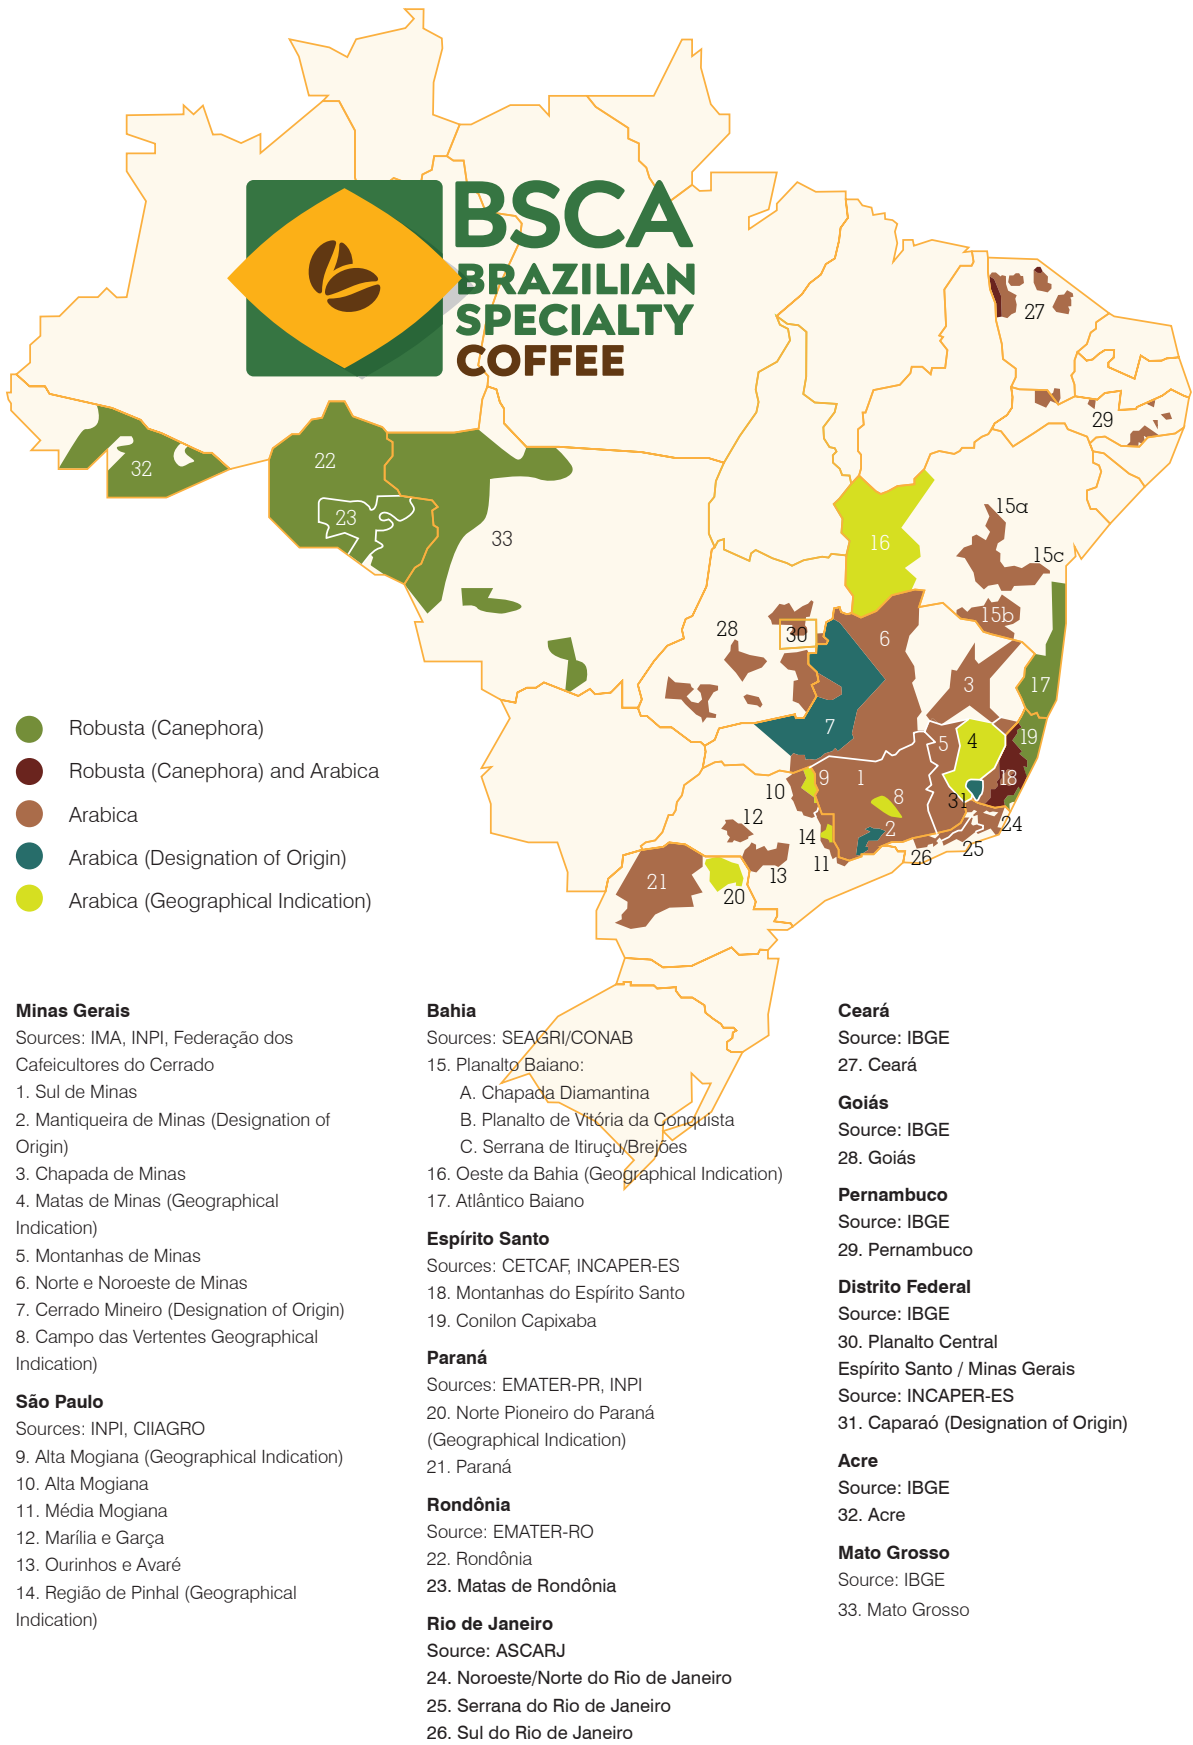 BSCA
BRAZILIAN
SPECIALTY
COFFEE
27
29
32
22
23
33
16
15a
15c
15b
28
30
6
3
17
7
5
4
19
18
9
1
10
8
31
12
14
2
24
11
26
25
13
21
20
Robusta (Canephora)
Robusta (Canephora) and Arabica
Arabica
Arabica (Designation of Origin)
Arabica (Geographical Indication)
Minas Gerais
Sources: IMA, INPI, Federação dos
Cafeicultores do Cerrado
1. Sul de Minas
2. Mantiqueira de Minas (Designation of
Origin)
3. Chapada de Minas
4. Matas de Minas (Geographical
Indication)
5. Montanhas de Minas
6. Norte e Noroeste de Minas
7. Cerrado Mineiro (Designation of Origin)
8. Campo das Vertentes Geographical
Indication)
São Paulo
Sources: INPI, CIIAGRO
9. Alta Mogiana (Geographical Indication)
10. Alta Mogiana
11. Média Mogiana
12. Marília e Garça
13. Ourinhos e Avaré
14. Região de Pinhal (Geographical
Indication)
Bahia
Sources: SEAGRI/CONAB
15. Planalto Baiano:
A. Chapada Diamantina
B. Planalto de Vitória da Conquista
C. Serrana de Itiruçu/Brejões
16. Oeste da Bahia (Geographical Indication)
17. Atlântico Baiano
Espírito Santo
Sources: CETCAF, INCAPER-ES
18. Montanhas do Espírito Santo
19. Conilon Capixaba
Paraná
Sources: EMATER-PR, INPI
20. Norte Pioneiro do Paraná
(Geographical Indication)
21. Paraná
Rondônia
Source: EMATER-RO
22. Rondônia
23. Matas de Rondônia
Rio de Janeiro
Source: ASCARJ
24. Noroeste/Norte do Rio de Janeiro
25. Serrana do Rio de Janeiro
26. Sul do Rio de Janeiro
Ceará
Source: IBGE
27. Ceará
Goiás
Source: IBGE
28. Goiás
Pernambuco
Source: IBGE
29. Pernambuco
Distrito Federal
Source: IBGE
30. Planalto Central
Espírito Santo / Minas Gerais
Source: INCAPER-ES
31. Caparaó (Designation of Origin)
Acre
Source: IBGE
32. Acre
Mato Grosso
Source: IBGE
33. Mato Grosso